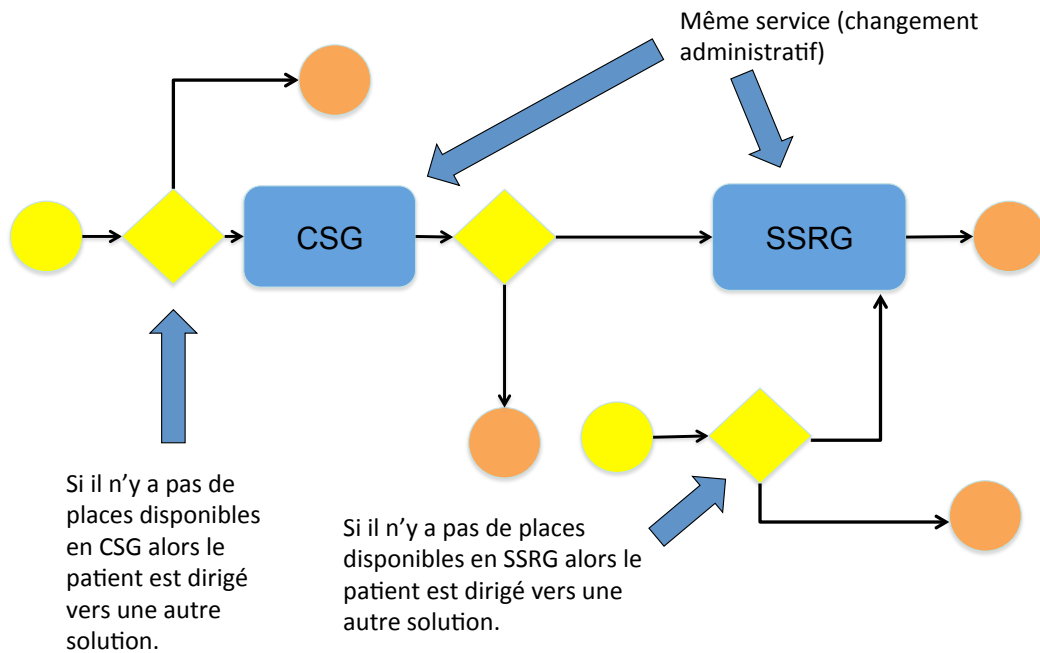 Même service (changement
administratif)
CSG
SSRG
Si il n'y a pas de
places disponibles
en CSG alors le
patient est dirigé
vers une autre
solution.
Si il n'y a pas de places
disponibles en SSRG alors le
patient est dirigé vers une
autre solution.